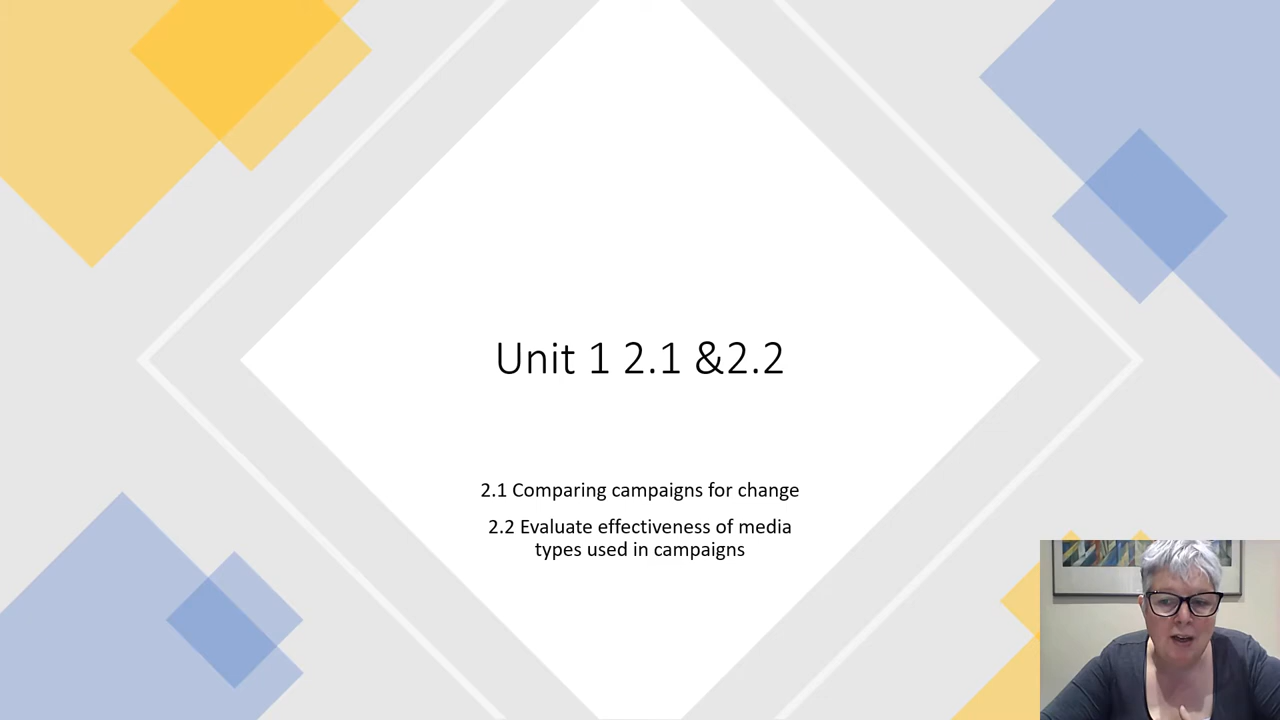 Unit 1 2.1 &2.2
2.1 Comparing campaigns for change
2.2 Evaluate effectiveness of media
types used in campaigns